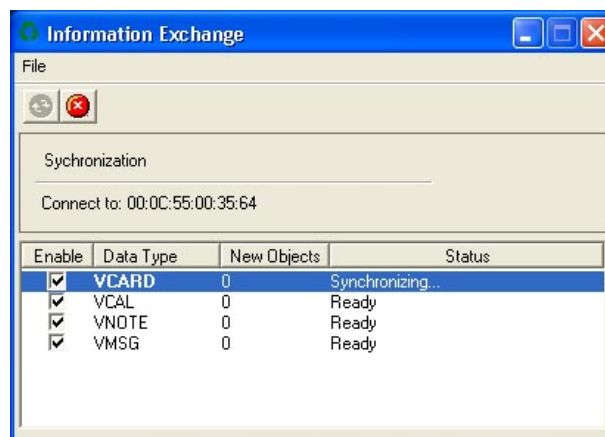 Information Exchange
File
Sychronization
Connect to: 00:0C:55:00:35:64
Enable Data Type New Objects Status
VCARD 0 Synchronizing...
VCAL 0 Ready
VNOTE 0 Ready
VMSG 0 Ready